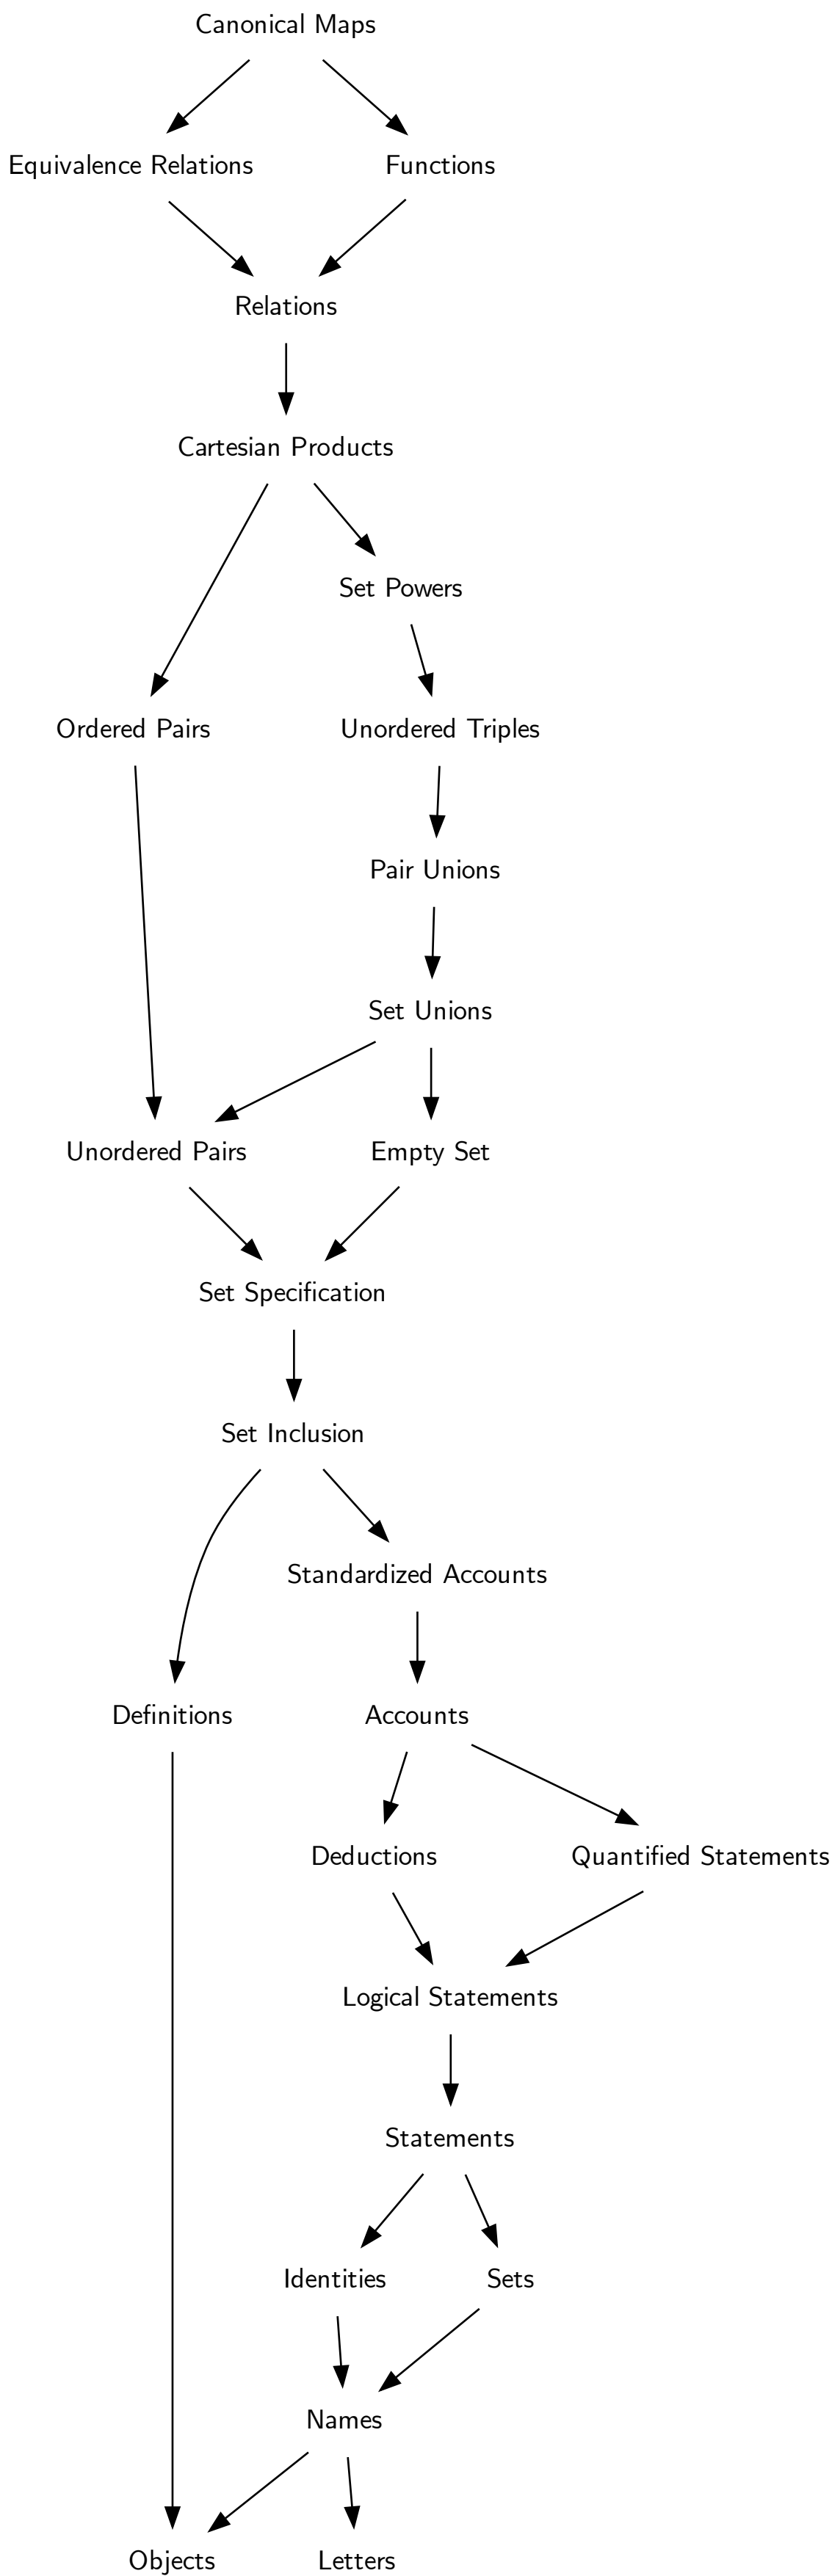 Canonical Maps
Equivalence Relations
Functions
Relations
Cartesian Products
Set Powers
Ordered Pairs
Unordered Triples
Pair Unions
Set Unions
Unordered Pairs
Empty Set
Set Specification
Set Inclusion
Standardized Accounts
Definitions
Accounts
Deductions
Quantified Statements
Logical Statements
Statements
Identities
Sets
Names
Objects
Letters